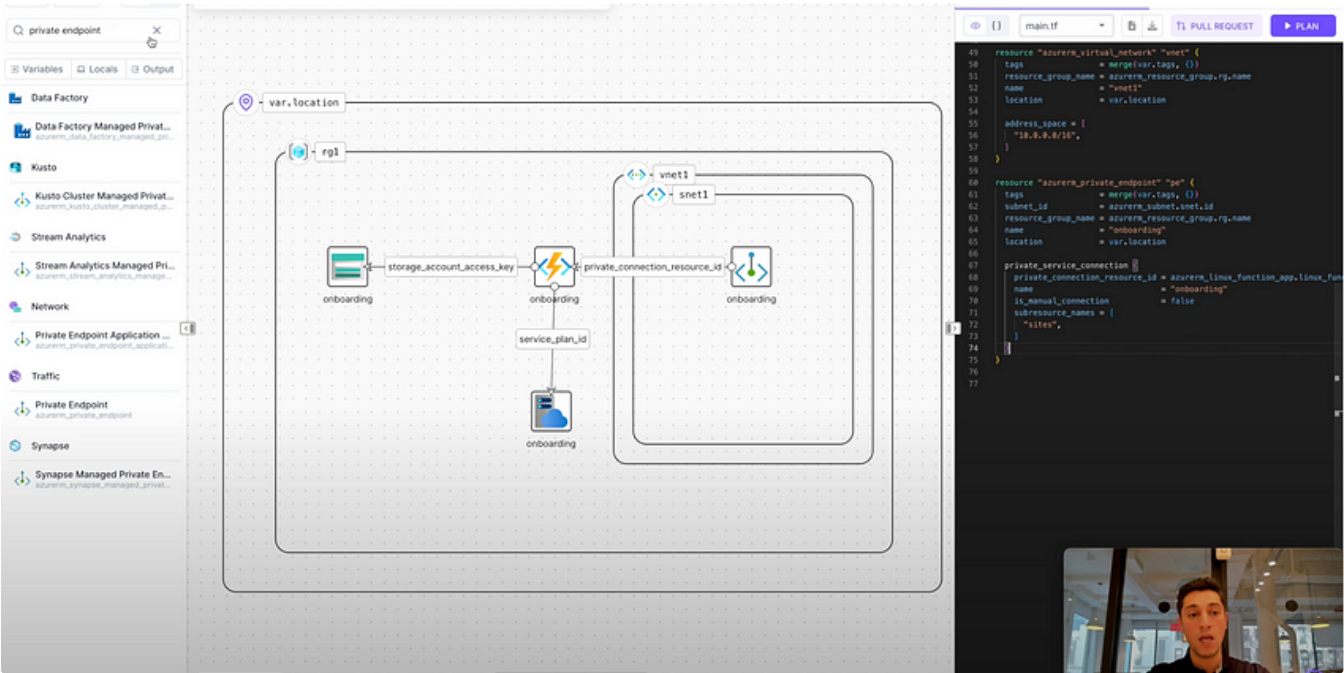 private endpoint
Variables
Locals
Output
Data Factory
Data Factory Managed Privat...
azurerm_data_factory_managed_pri...
Kusto
Kusto Cluster Managed Privat...
azurerm_kusto_cluster_managed_p...
Stream Analytics
Stream Analytics Managed Pri...
azurerm_stream_analytics_manage...
Network
Private Endpoint Application ...
azurerm_private_endpoint_applicati...
Traffic
Private Endpoint
azurerm_private_endpoint
Synapse
Synapse Managed Private En...
azurerm_synapse_managed_privat...
var.location
rg1
vnet1
snet1
storage_account_access_key
private_connection_resource_id
onboarding
onboarding
onboarding
service_plan_id
onboarding
{}
main.tf
PULL REQUEST
PLAN
49 resource "azurerm_virtual_network" "vnet" {
50 tags = merge(var.tags, {})
51 resource_group_name = azurerm_resource_group.rg.name
52 name = "vnet1"
53 location = var.location
54
55 address_space = [
56 "10.0.0.0/16",
57 ]
58 }
59
60 resource "azurerm_private_endpoint" "pe" {
61 tags = merge(var.tags, {})
62 subnet_id = azurerm_subnet.snet.id
63 resource_group_name = azurerm_resource_group.rg.name
64 name = "onboarding"
65 location = var.location
66
67 private_service_connection {
68 private_connection_resource_id = azurerm_linux_function_app.linux_fun
69 name = "onboarding"
70 is_manual_connection = false
71 subresource_names = [
72 "sites",
73 ]
74 }
75 }
76
77